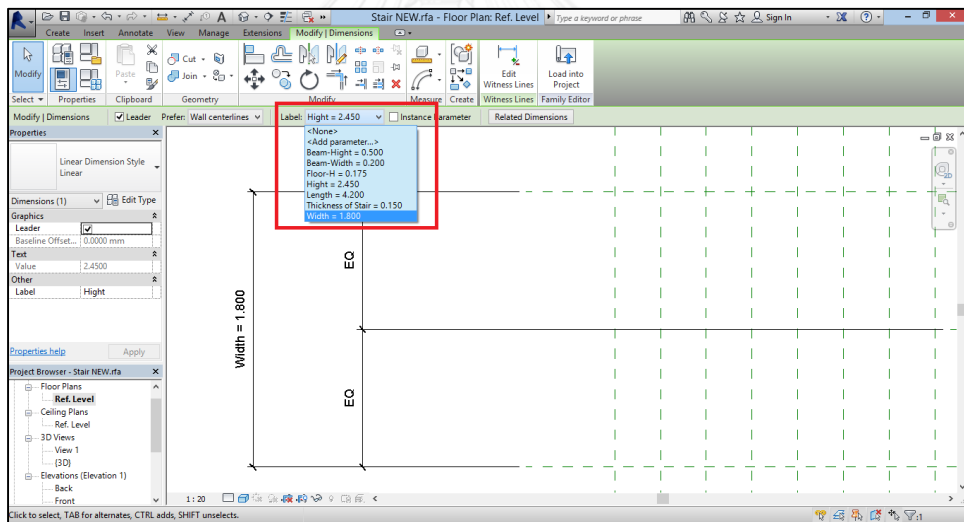 Stair NEW.rfa - Floor Plan: Ref. Level
Type a keyword or phrase
Sign In
Create Insert Annotate View Manage Extensions Modify | Dimensions
Modify
Paste
Cut
Join
Edit Witness Lines
Load into Project
Select Properties Clipboard Geometry Modify Measure Create Witness Lines Family Editor
Modify | Dimensions Leader Prefer: Wall centerlines Label: Hight = 2.450 Instance Parameter Related Dimensions
<None>
<Add parameter...>
Beam-Hight = 0.500
Beam-Width = 0.200
Floor-H = 0.175
Hight = 2.450
Length = 4.200
Thickness of Stair = 0.150
Width = 1.800
Properties
Linear Dimension Style
Linear
Dimensions (1) Edit Type
Graphics
Leader
Baseline Offset... 0.0000 mm
Text
Value 2.4500
Other
Label Hight
Properties help Apply
Project Browser - Stair NEW.rfa
Floor Plans
Ref. Level
Ceiling Plans
Ref. Level
3D Views
View 1
{3D}
Elevations (Elevation 1)
Back
Front
Width = 1.800
EQ
EQ
2D
1 : 20
Click to select, TAB for alternates, CTRL adds, SHIFT unselects.
:1